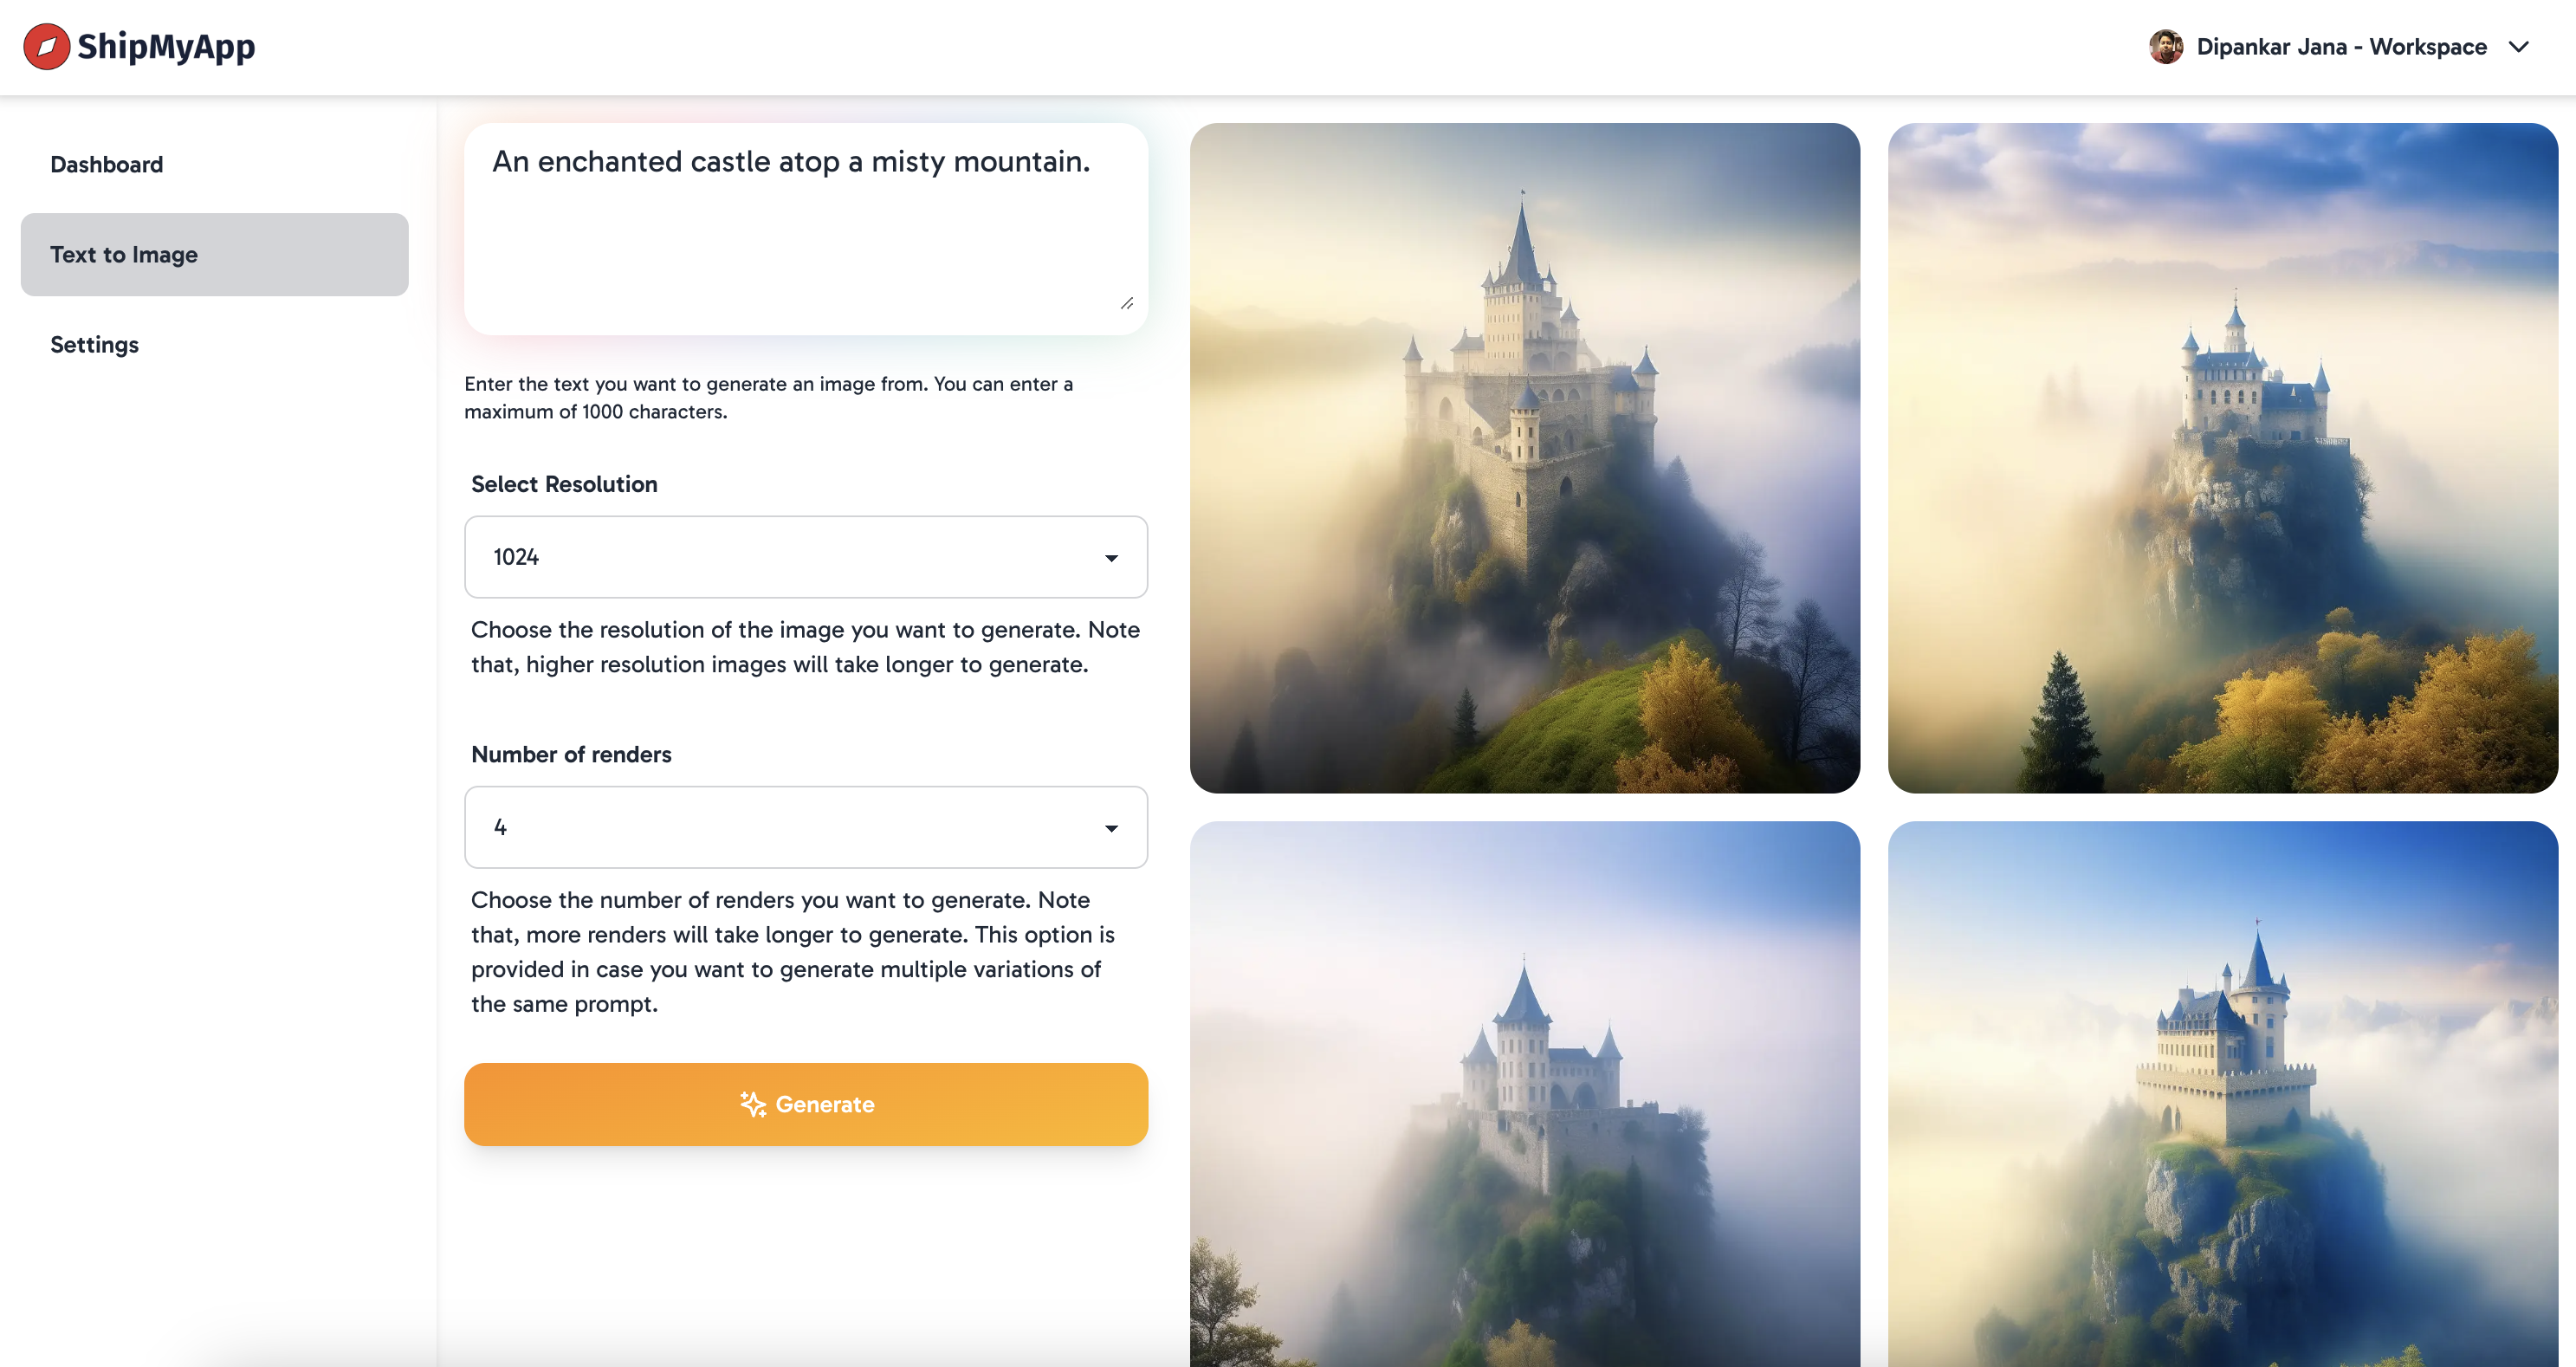 ShipMyApp
Dipankar Jana - Workspace
Dashboard
Text to Image
Settings
An enchanted castle atop a misty mountain.
Enter the text you want to generate an image from. You can enter a
maximum of 1000 characters.
Select Resolution
1024
Choose the resolution of the image you want to generate. Note
that, higher resolution images will take longer to generate.
Number of renders
4
Choose the number of renders you want to generate. Note
that, more renders will take longer to generate. This option is
provided in case you want to generate multiple variations of
the same prompt.
Generate